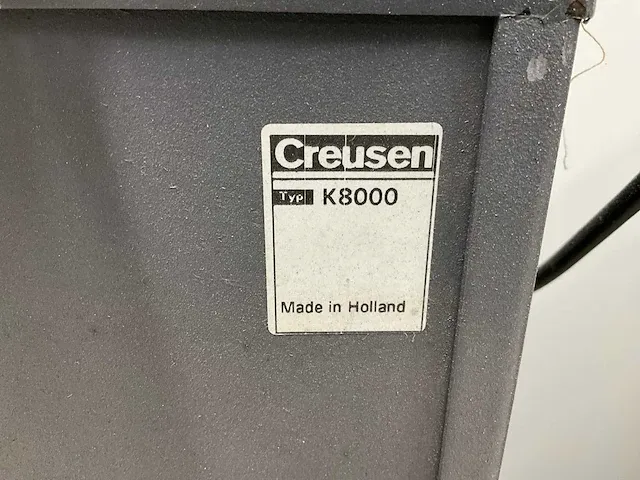 Creusen
Typ K8000
Made in Holland